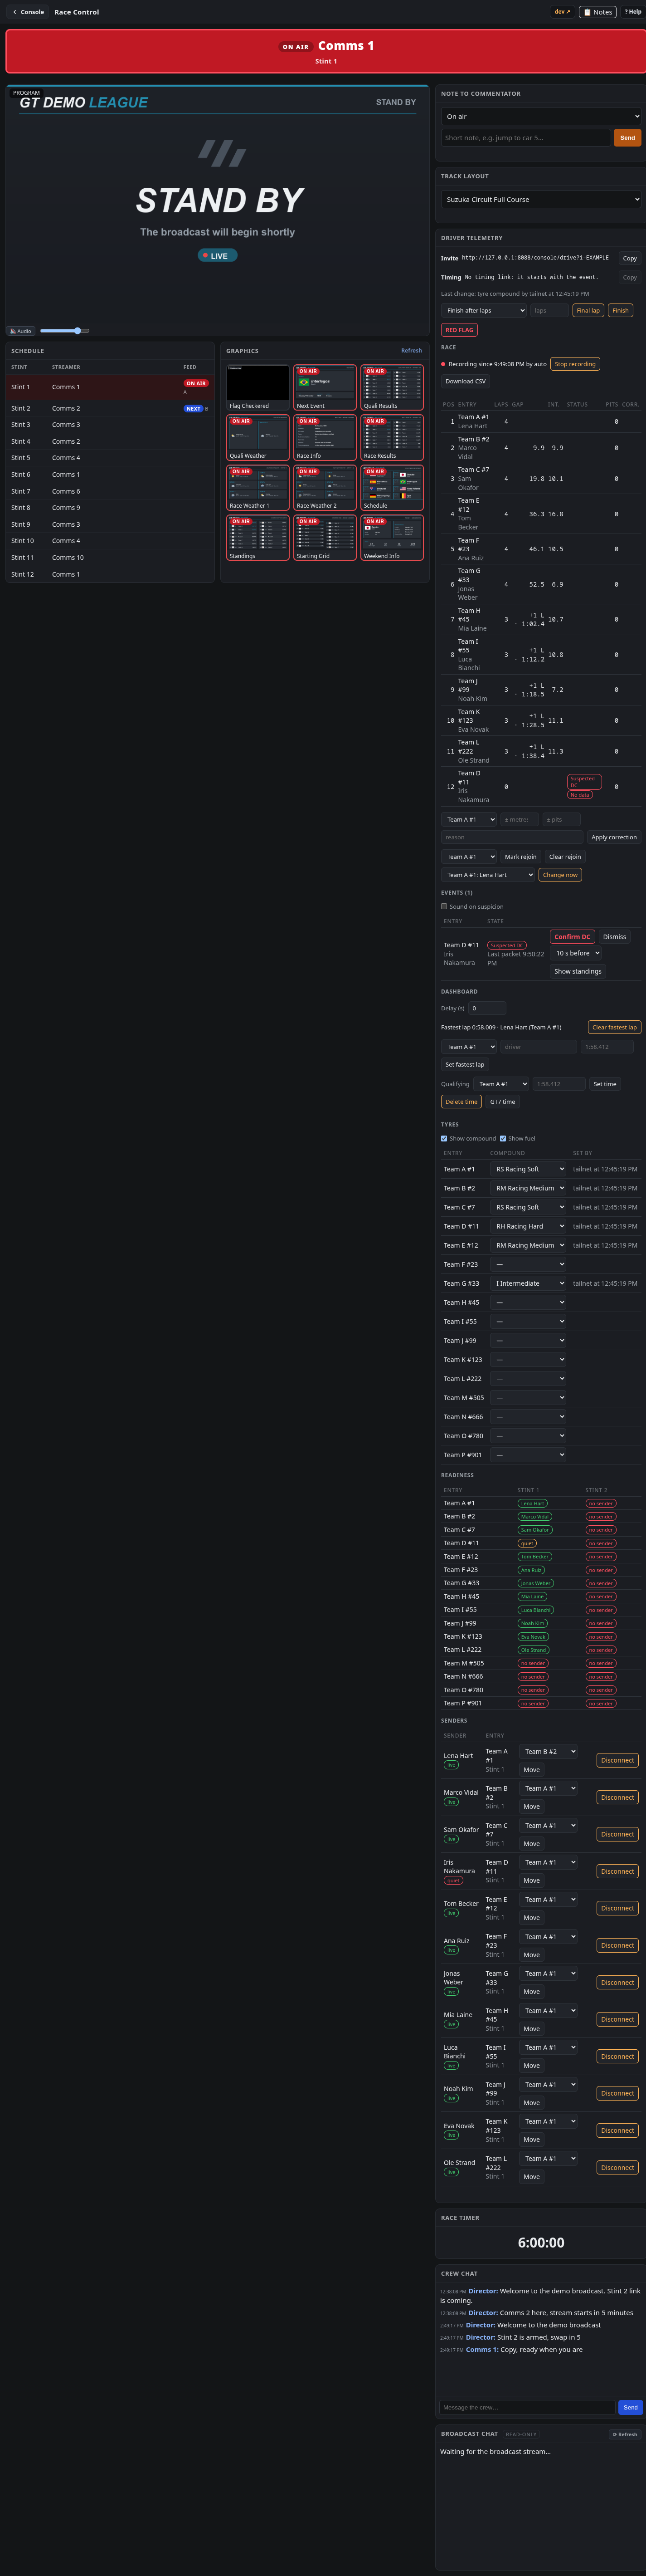 Console
Race Control
dev ↗
Notes
? Help
ON AIR Comms 1
Stint 1
PROGRAM
GT DEMO LEAGUE
STAND BY
STAND BY
The broadcast will begin shortly
LIVE
Audio
SCHEDULE
STINT STREAMER FEED
Stint 1 Comms 1 ON AIR A
Stint 2 Comms 2 NEXT B
Stint 3 Comms 3
Stint 4 Comms 2
Stint 5 Comms 4
Stint 6 Comms 1
Stint 7 Comms 6
Stint 8 Comms 9
Stint 9 Comms 3
Stint 10 Comms 4
Stint 11 Comms 10
Stint 12 Comms 1
GRAPHICS
Refresh
Flag Checkered
ON AIR
Next Event
ON AIR
Quali Results
ON AIR
Quali Weather
ON AIR
Race Info
ON AIR
Race Results
ON AIR
Race Weather 1
ON AIR
Race Weather 2
ON AIR
Schedule
ON AIR
Standings
ON AIR
Starting Grid
ON AIR
Weekend Info
NOTE TO COMMENTATOR
On air
Short note, e.g. jump to car 5...
Send
TRACK LAYOUT
Suzuka Circuit Full Course
DRIVER TELEMETRY
Invite http://127.0.0.1:8088/console/drive?i=EXAMPLE Copy
Timing No timing link: it starts with the event. Copy
Last change: tyre compound by tailnet at 12:45:19 PM
Finish after laps laps Final lap Finish
RED FLAG
RACE
Recording since 9:49:08 PM by auto Stop recording
Download CSV
POS ENTRY LAPS GAP INT. STATUS PITS CORR.
1 Team A #1 Lena Hart 4 0
2 Team B #2 Marco Vidal 4 9.9 9.9 0
3 Team C #7 Sam Okafor 4 19.8 10.1 0
4 Team E #12 Tom Becker 4 36.3 16.8 0
5 Team F #23 Ana Ruiz 4 46.1 10.5 0
6 Team G #33 Jonas Weber 4 52.5 6.9 0
7 Team H #45 Mia Laine 3 +1 L · 1:02.4 10.7 0
8 Team I #55 Luca Bianchi 3 +1 L · 1:12.2 10.8 0
9 Team J #99 Noah Kim 3 +1 L · 1:18.5 7.2 0
10 Team K #123 Eva Novak 3 +1 L · 1:28.5 11.1 0
11 Team L #222 Ole Strand 3 +1 L · 1:38.4 11.3 0
12 Team D #11 Iris Nakamura 0 Suspected DC No data 0
Team A #1 ± metres ± pits
reason Apply correction
Team A #1 Mark rejoin Clear rejoin
Team A #1: Lena Hart Change now
EVENTS (1)
Sound on suspicion
ENTRY STATE
Team D #11 Iris Nakamura Suspected DC Last packet 9:50:22 PM Confirm DC Dismiss
10 s before
Show standings
DASHBOARD
Delay (s) 0
Fastest lap 0:58.009 · Lena Hart (Team A #1) Clear fastest lap
Team A #1 driver 1:58.412
Set fastest lap
Qualifying Team A #1 1:58.412 Set time
Delete time GT7 time
TYRES
Show compound Show fuel
ENTRY COMPOUND SET BY
Team A #1 RS Racing Soft tailnet at 12:45:19 PM
Team B #2 RM Racing Medium tailnet at 12:45:19 PM
Team C #7 RS Racing Soft tailnet at 12:45:19 PM
Team D #11 RH Racing Hard tailnet at 12:45:19 PM
Team E #12 RM Racing Medium tailnet at 12:45:19 PM
Team F #23 —
Team G #33 I Intermediate tailnet at 12:45:19 PM
Team H #45 —
Team I #55 —
Team J #99 —
Team K #123 —
Team L #222 —
Team M #505 —
Team N #666 —
Team O #780 —
Team P #901 —
READINESS
ENTRY STINT 1 STINT 2
Team A #1 Lena Hart no sender
Team B #2 Marco Vidal no sender
Team C #7 Sam Okafor no sender
Team D #11 quiet no sender
Team E #12 Tom Becker no sender
Team F #23 Ana Ruiz no sender
Team G #33 Jonas Weber no sender
Team H #45 Mia Laine no sender
Team I #55 Luca Bianchi no sender
Team J #99 Noah Kim no sender
Team K #123 Eva Novak no sender
Team L #222 Ole Strand no sender
Team M #505 no sender no sender
Team N #666 no sender no sender
Team O #780 no sender no sender
Team P #901 no sender no sender
SENDERS
SENDER ENTRY
Lena Hart live Team A #1 Stint 1 Team B #2 Move Disconnect
Marco Vidal live Team B #2 Stint 1 Team A #1 Move Disconnect
Sam Okafor live Team C #7 Stint 1 Team A #1 Move Disconnect
Iris Nakamura quiet Team D #11 Stint 1 Team A #1 Move Disconnect
Tom Becker live Team E #12 Stint 1 Team A #1 Move Disconnect
Ana Ruiz live Team F #23 Stint 1 Team A #1 Move Disconnect
Jonas Weber live Team G #33 Stint 1 Team A #1 Move Disconnect
Mia Laine live Team H #45 Stint 1 Team A #1 Move Disconnect
Luca Bianchi live Team I #55 Stint 1 Team A #1 Move Disconnect
Noah Kim live Team J #99 Stint 1 Team A #1 Move Disconnect
Eva Novak live Team K #123 Stint 1 Team A #1 Move Disconnect
Ole Strand live Team L #222 Stint 1 Team A #1 Move Disconnect
RACE TIMER
6:00:00
CREW CHAT
12:38:08 PM Director: Welcome to the demo broadcast. Stint 2 link is coming.
12:38:08 PM Director: Comms 2 here, stream starts in 5 minutes
2:49:17 PM Director: Welcome to the demo broadcast
2:49:17 PM Director: Stint 2 is armed, swap in 5
2:49:17 PM Comms 1: Copy, ready when you are
Message the crew...
Send
BROADCAST CHAT READ-ONLY
Refresh
Waiting for the broadcast stream...